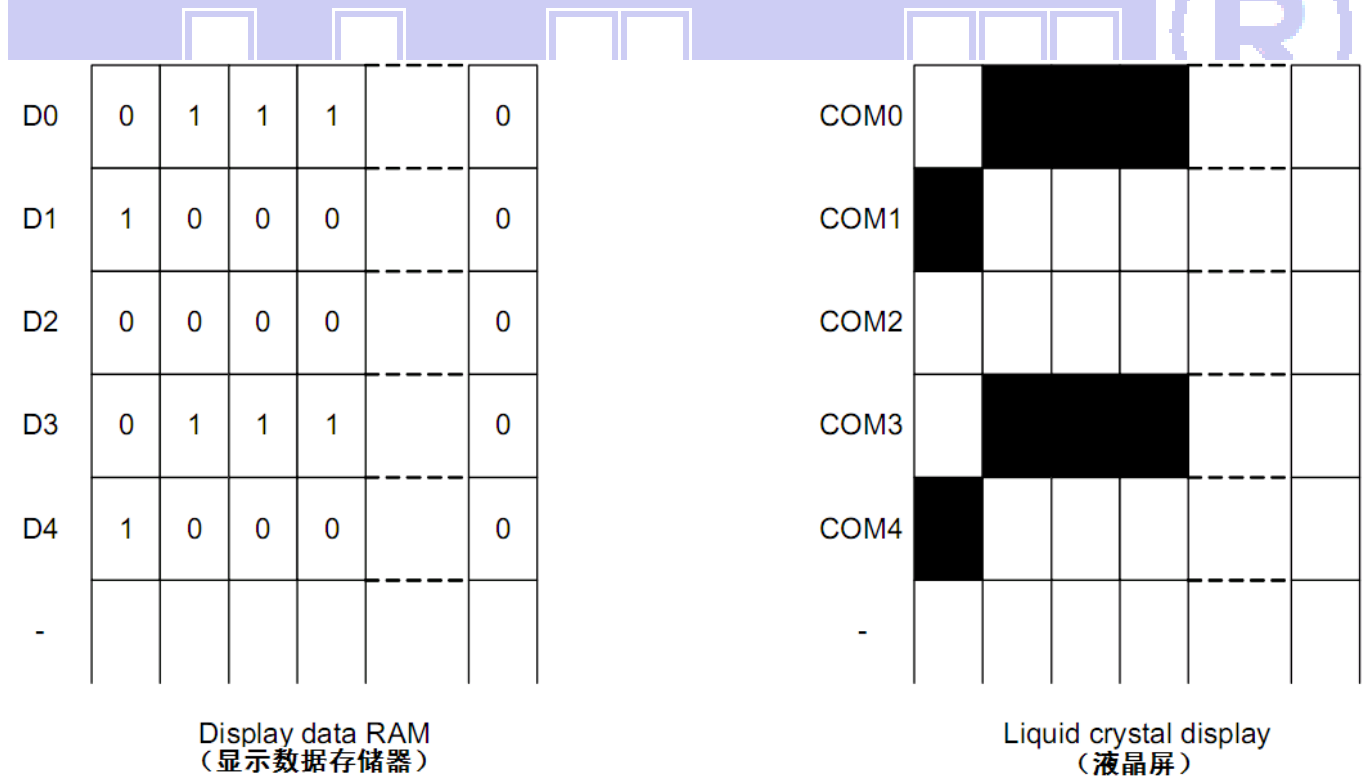 (R)
D0 0 1 1 1 0 COM0
D1 1 0 0 0 0 COM1
D2 0 0 0 0 0 COM2
D3 0 1 1 1 0 COM3
D4 1 0 0 0 0 COM4
- -
Display data RAM
（显示数据存储器）
Liquid crystal display
（液晶屏）